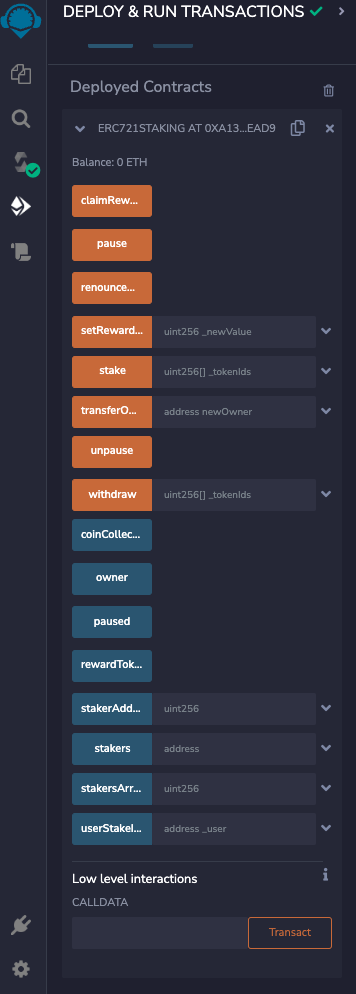 DEPLOY & RUN TRANSACTIONS
Deployed Contracts
ERC721STAKING AT 0XA13...EAD9
Balance: 0 ETH
claimRew...
pause
renounce...
setReward... uint256 _newValue
stake uint256[] _tokenIds
transferO... address newOwner
unpause
withdraw uint256[] _tokenIds
coinCollec...
owner
paused
rewardTok...
stakerAdd... uint256
stakers address
stakersArr... uint256
userStakeI... address _user
Low level interactions
CALLDATA
Transact